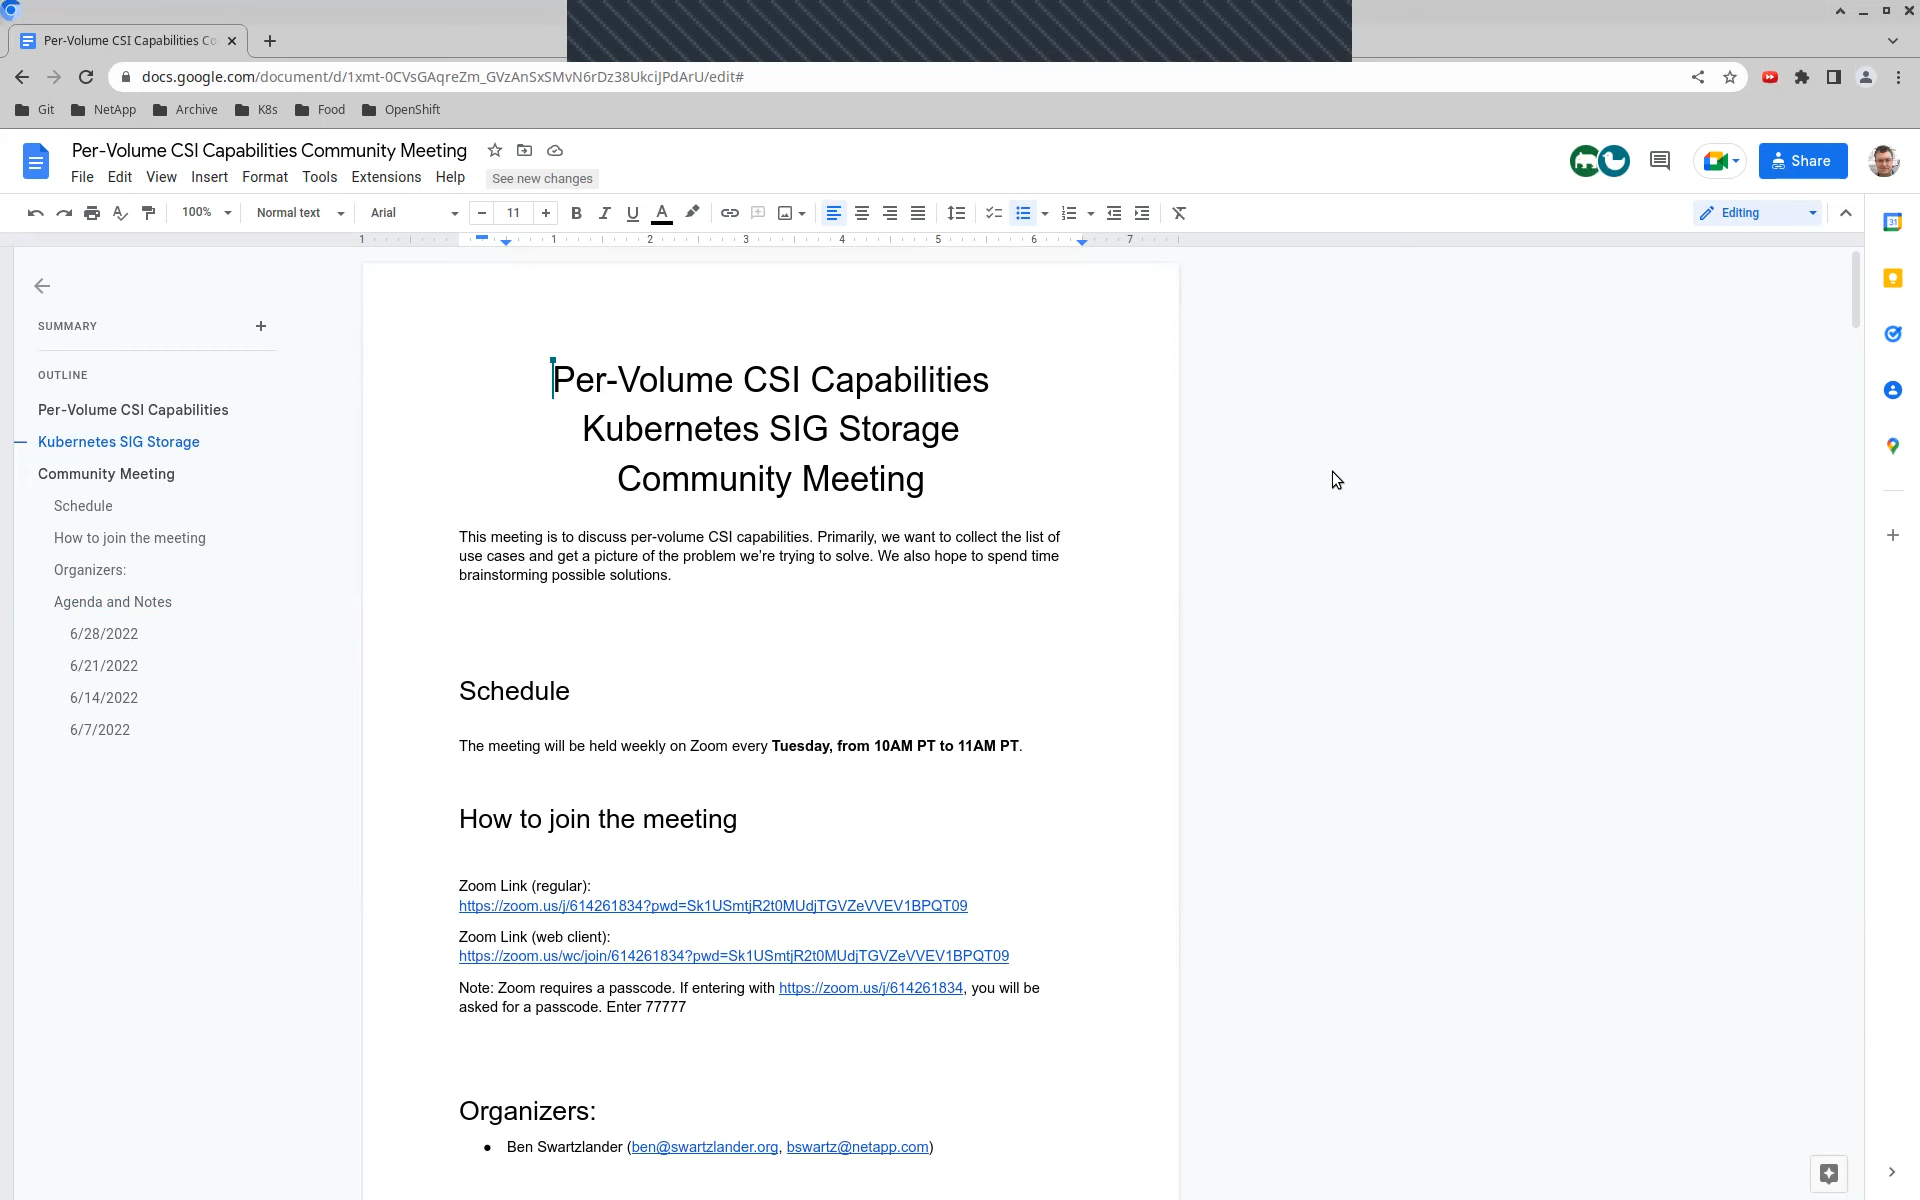 Per-Volume CSI Capabilities Co
docs.google.com/document/d/1xmt-0CVsGAqreZm_GVzAnSxSMvN6rDz38UkciJPdArU/edit#
Git NetApp Archive K8s Food OpenShift
Per-Volume CSI Capabilities Community Meeting
Share
File Edit View Insert Format Tools Extensions Help See new changes
100% Normal text Arial 11 Editing
1 1 2 3 4 5 6 7
31
SUMMARY
OUTLINE
Per-Volume CSI Capabilities
Kubernetes SIG Storage
Community Meeting
Schedule
How to join the meeting
Organizers:
Agenda and Notes
6/28/2022
6/21/2022
6/14/2022
6/7/2022
Per-Volume CSI Capabilities
Kubernetes SIG Storage
Community Meeting
This meeting is to discuss per-volume CSI capabilities. Primarily, we want to collect the list of
use cases and get a picture of the problem we're trying to solve. We also hope to spend time
brainstorming possible solutions.
Schedule
The meeting will be held weekly on Zoom every Tuesday, from 10AM PT to 11AM PT.
How to join the meeting
Zoom Link (regular):
https://zoom.us/j/614261834?pwd=Sk1USmtjR2t0MUdjTGVZeVVEV1BPQT09
Zoom Link (web client):
https://zoom.us/wc/join/614261834?pwd=Sk1USmtjR2t0MUdjTGVZeVVEV1BPQT09
Note: Zoom requires a passcode. If entering with https://zoom.us/j/614261834, you will be
asked for a passcode. Enter 77777
Organizers:
● Ben Swartzlander (ben@swartzlander.org, bswartz@netapp.com)